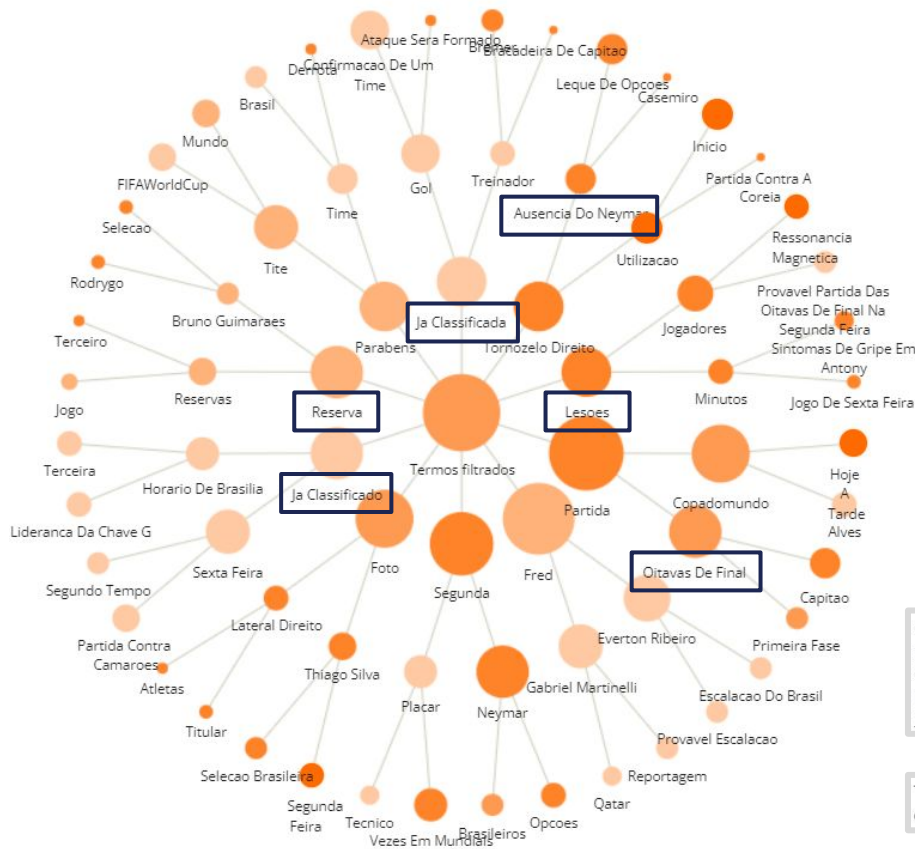 Ataque Sera Formado
Bremer
Bracadeira De Capitao
Confirmacao De Um
Time
Derrota
Leque De Opcoes
Casemiro
Brasil
Mundo
Inicio
FIFAWorldCup
Time
Gol
Treinador
Partida Contra A
Coreia
Selecao
Ausencia Do Neymar
Utilizacao
Ressonancia
Magnetica
Tite
Rodrygo
Bruno Guimaraes
Parabens
Ja Classificada
Tornozelo Direito
Jogadores
Provavel Partida Das
Oitavas De Final Na
Segunda Feira
Sintomas De Gripe Em
Antony
Terceiro
Jogo
Reservas
Reserva
Lesoes
Minutos
Jogo De Sexta Feira
Terceira
Horario De Brasilia
Ja Classificado
Termos filtrados
Partida
Copadomundo
Hoje
A
Tarde
Alves
Lideranca Da Chave G
Sexta Feira
Foto
Segunda
Fred
Oitavas De Final
Capitao
Segundo Tempo
Partida Contra
Camaroes
Lateral Direito
Everton Ribeiro
Primeira Fase
Atletas
Thiago Silva
Placar
Neymar
Gabriel Martinelli
Escalacao Do Brasil
Titular
Provavel Escalacao
Selecao Brasileira
Segunda
Feira
Tecnico
Vezes Em Mundiais
Brasileiros
Opcoes
Qatar
Reportagem